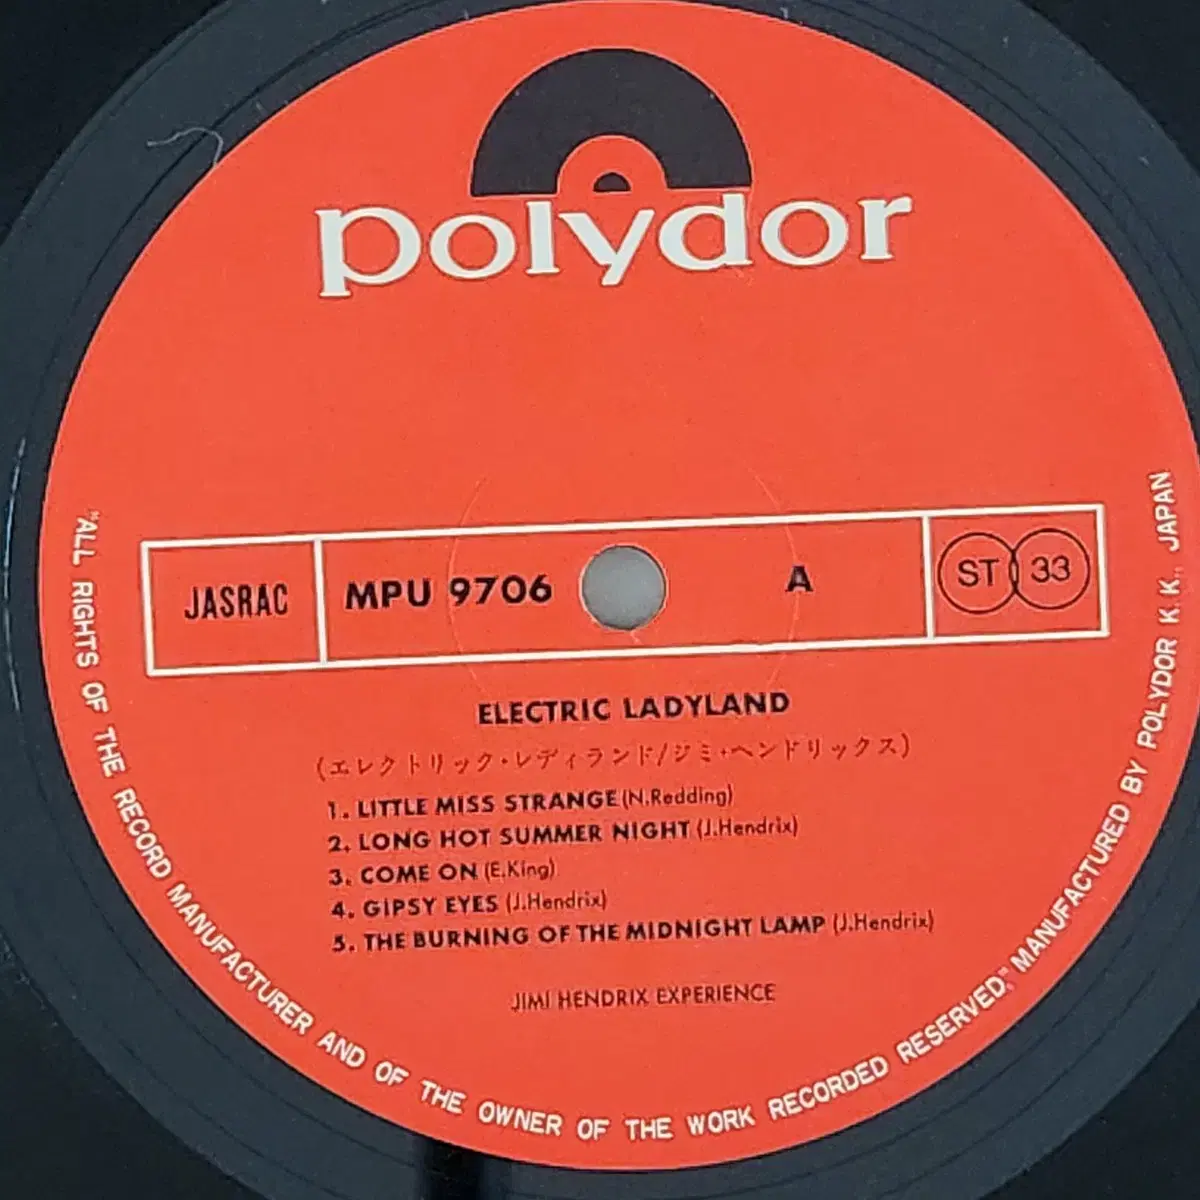 polydor
JASRAC
MPU 9706
A
ST 33
ELECTRIC LADYLAND
(エレクトリック・レディランド/ジミ・ヘンドリックス)
1. LITTLE MISS STRANGE (N.Redding)
2. LONG HOT SUMMER NIGHT (J.Hendrix)
3. COME ON (E.King)
4. GIPSY EYES (J.Hendrix)
5. THE BURNING OF THE MIDNIGHT LAMP (J.Hendrix)
JIMI HENDRIX EXPERIENCE
"ALL RIGHTS OF THE RECORD MANUFACTURER AND OF THE OWNER OF THE WORK RECORDED RESERVED." MANUFACTURED BY POLYDOR K.K., JAPAN